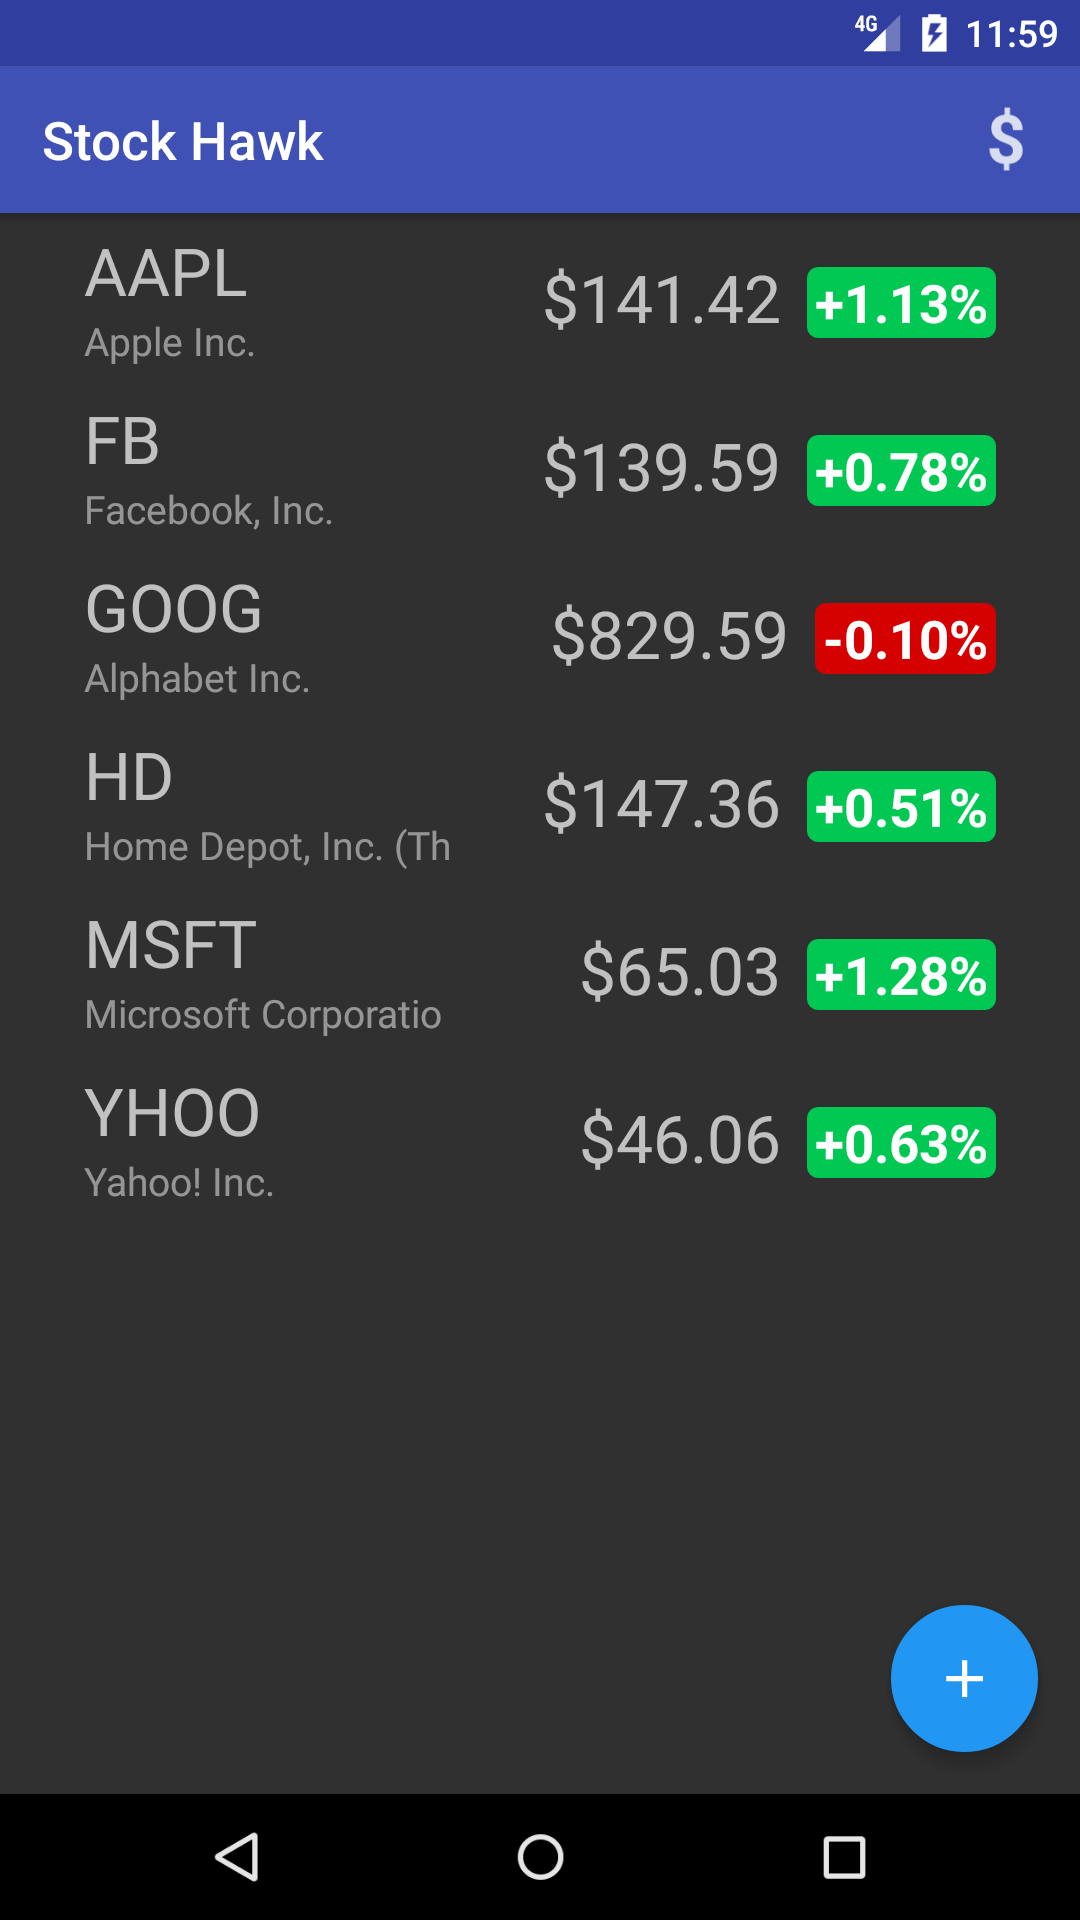 4G 11:59
Stock Hawk $
AAPL $141.42 +1.13%
Apple Inc.
FB $139.59 +0.78%
Facebook, Inc.
GOOG $829.59 -0.10%
Alphabet Inc.
HD $147.36 +0.51%
Home Depot, Inc. (Th
MSFT $65.03 +1.28%
Microsoft Corporatio
YHOO $46.06 +0.63%
Yahoo! Inc.
+